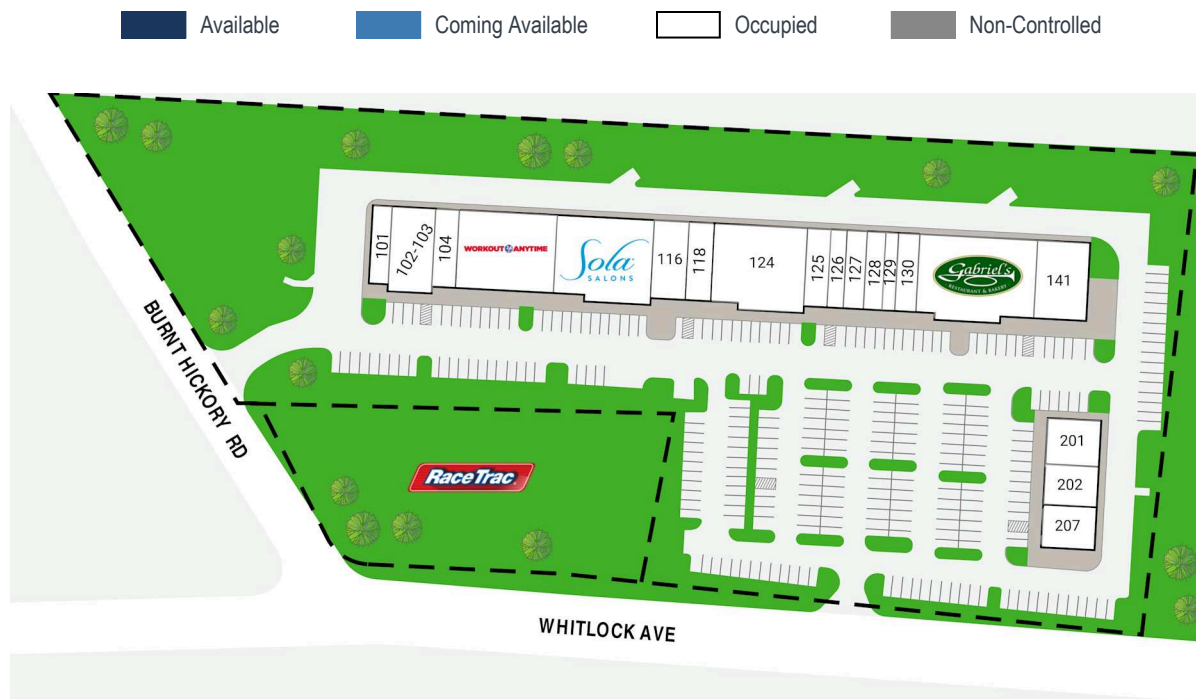 Available
Coming Available
Occupied
Non-Controlled
101
102-103
104
WORKOUT ANYTIME
Sola
SALONS
116
118
124
125
126
127
128
129
130
Gabriel's
RESTAURANT & BAKERY
141
BURNT HICKORY RD
RaceTrac
201
202
207
WHITLOCK AVE